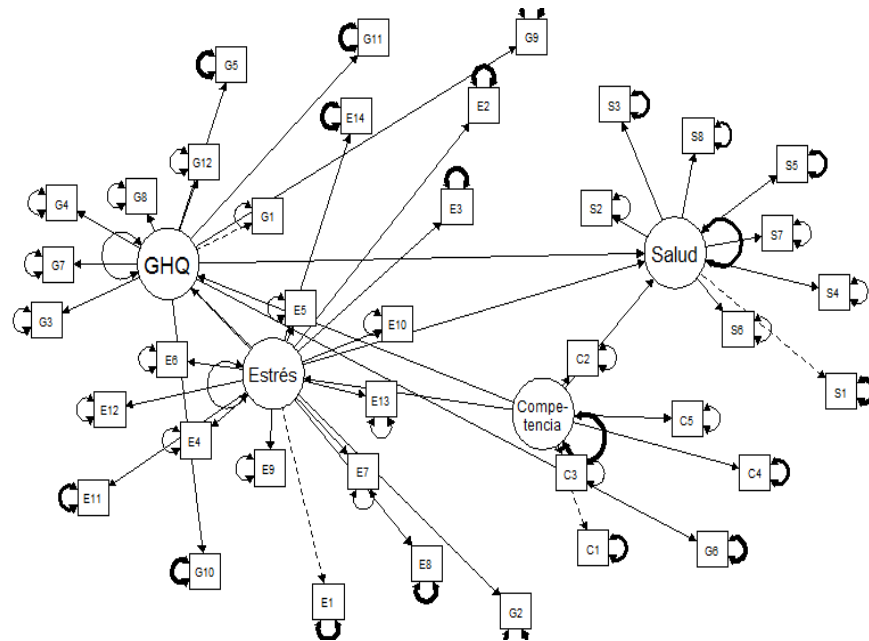 G9
G11
G5
E2
S3
E14
S8
G12
S5
G8
G4
E3
S2
G1
S7
GHQ
Salud
G7
S4
E5
G3
E10
S6
C2
E6
Estrés
S1
E13
Compe-
tencia
E12
C5
E4
E9
E7
C3
C4
E11
C1
G6
E8
G10
E1
G2